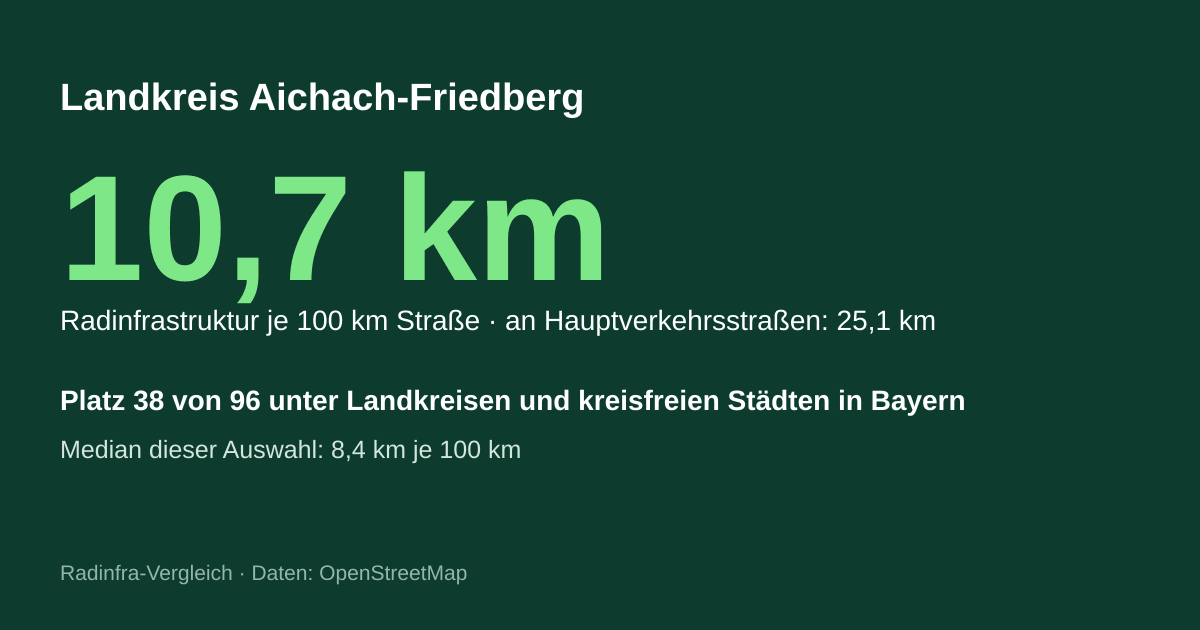 Landkreis Aichach-Friedberg
10,7 km
Radinfrastruktur je 100 km Straße · an Hauptverkehrsstraßen: 25,1 km
Platz 38 von 96 unter Landkreisen und kreisfreien Städten in Bayern
Median dieser Auswahl: 8,4 km je 100 km
Radinfra-Vergleich · Daten: OpenStreetMap